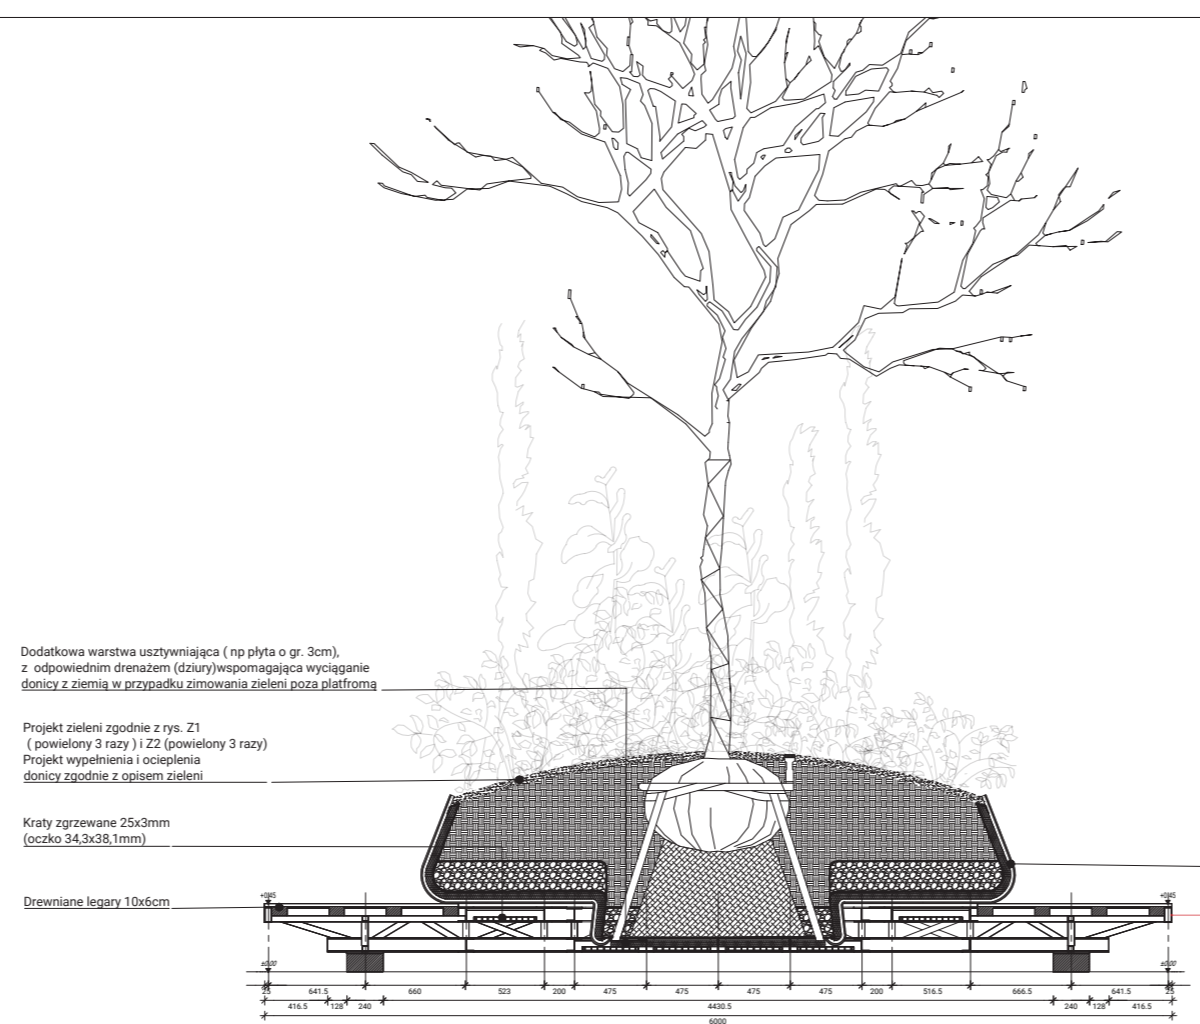 Dodatkowa warstwa usztywniająca ( np płyta o gr. 3cm),
z odpowiednim drenażem (dziury)wspomagająca wyciąganie
donicy z ziemią w przypadku zimowania zieleni poza platfromą
Projekt zieleni zgodnie z rys. Z1
( powielony 3 razy ) i Z2 (powielony 3 razy)
Projekt wypełnienia i ocieplenia
donicy zgodnie z opisem zieleni
Kraty zgrzewane 25x3mm
(oczko 34,3x38,1mm)
Drewniane legary 10x6cm
+0.45 +0.45
±0.00 ±0.00
25 641.5 660 523 200 475 475 475 475 200 516.5 666.5 641.5 25
416.5 128 240 4430.5 240 128 416.5
6000